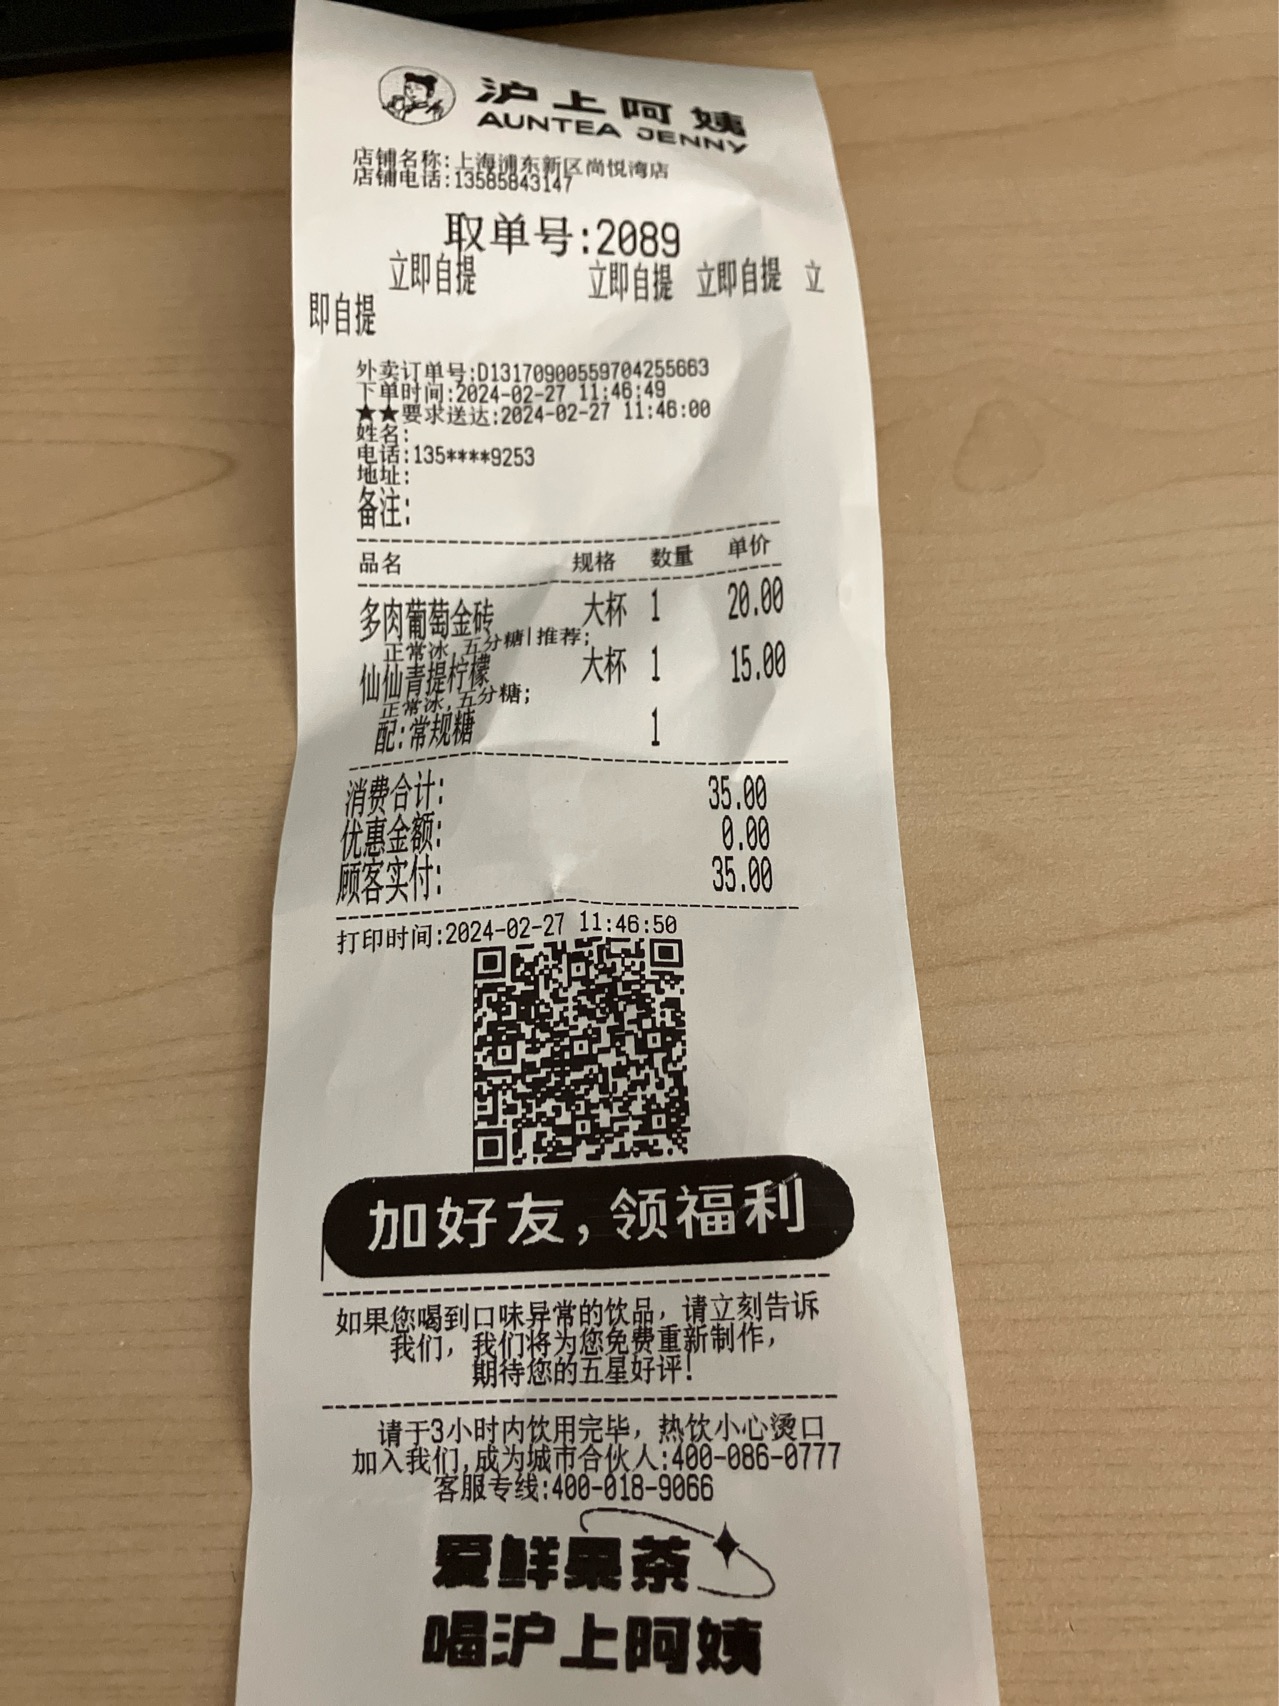 沪上阿姨
AUNTEA JENNY
店铺名称:上海浦东新区尚悦湾店
店铺电话:13585843147
取单号:2089
立即自提 立即自提 立即自提 立
即自提
外卖订单号:D13170900559704255663
下单时间:2024-02-27 11:46:49
★★要求送达:2024-02-27 11:46:00
姓名:
电话:135****9253
地址:
备注:
品名 规格 数量 单价
多肉葡萄金砖 大杯 1 20.00
正常冰,五分糖|推荐;
仙仙青提柠檬 大杯 1 15.00
正常冰,五分糖;
配:常规糖 1
消费合计: 35.00
优惠金额: 0.00
顾客实付: 35.00
打印时间:2024-02-27 11:46:50
加好友,领福利
如果您喝到口味异常的饮品,请立刻告诉
我们,我们将为您免费重新制作,
期待您的五星好评!
请于3小时内饮用完毕,热饮小心烫口
加入我们,成为城市合伙人:400-086-0777
客服专线:400-018-9066
爱鲜果茶
喝沪上阿姨